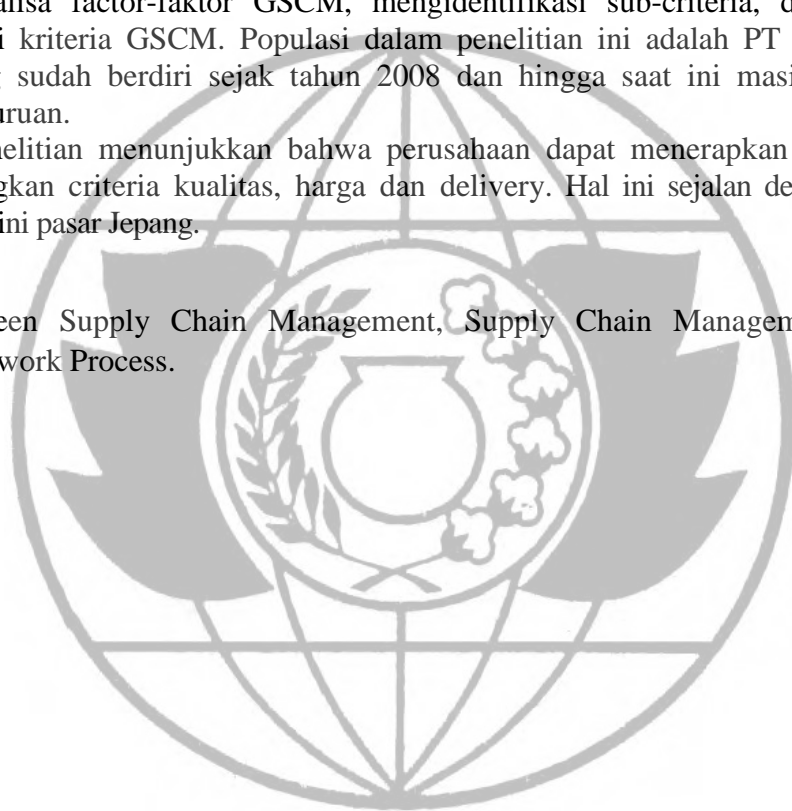 alisa factor-faktor GSCM, mengidentifikasi sub-criteria, d
i kriteria GSCM. Populasi dalam penelitian ini adalah PT
sudah berdiri sejak tahun 2008 dan hingga saat ini masi
uruan.
nelitian menunjukkan bahwa perusahaan dapat menerapkan
gkan criteria kualitas, harga dan delivery. Hal ini sejalan de
ini pasar Jepang.
een Supply Chain Management, Supply Chain Managem
work Process.